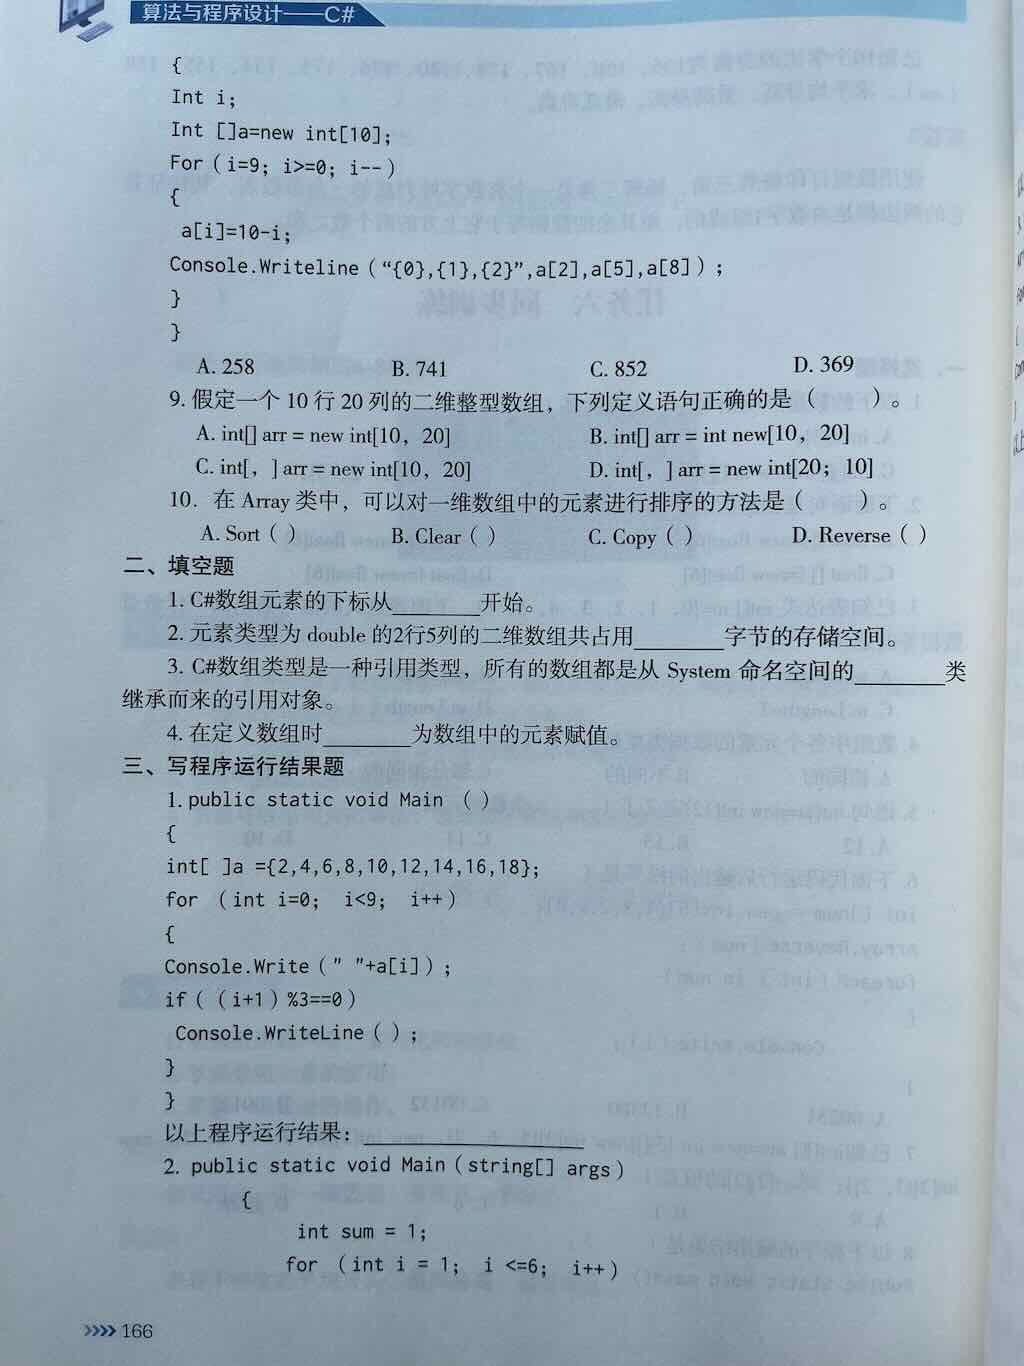 算法与程序设计——C#
{
Int i;
Int []a=new int[10];
For（i=9; i>=0; i--）
{
a[i]=10-i;
Console.Writeline（“{0},{1},{2}”,a[2],a[5],a[8]）;
}
}
A. 258 B. 741 C. 852 D. 369
9. 假定一个 10 行 20 列的二维整型数组，下列定义语句正确的是（ ）。
A. int[] arr = new int[10，20] B. int[] arr = int new[10，20]
C. int[，] arr = new int[10，20] D. int[，] arr = new int[20；10]
10. 在 Array 类中，可以对一维数组中的元素进行排序的方法是（ ）。
A. Sort（） B. Clear（） C. Copy（） D. Reverse（）
二、填空题
1. C#数组元素的下标从________开始。
2. 元素类型为 double 的2行5列的二维数组共占用________字节的存储空间。
3. C#数组类型是一种引用类型，所有的数组都是从 System 命名空间的________类
继承而来的引用对象。
4. 在定义数组时________为数组中的元素赋值。
三、写程序运行结果题
1. public static void Main （）
{
int[ ]a ={2,4,6,8,10,12,14,16,18};
for （int i=0; i<9; i++）
{
Console.Write（" "+a[i]）;
if（（i+1）%3==0）
Console.WriteLine（）;
}
}
以上程序运行结果：________________
2. public static void Main（string[] args）
{
int sum = 1;
for （int i = 1; i <=6; i++）
>>>> 166